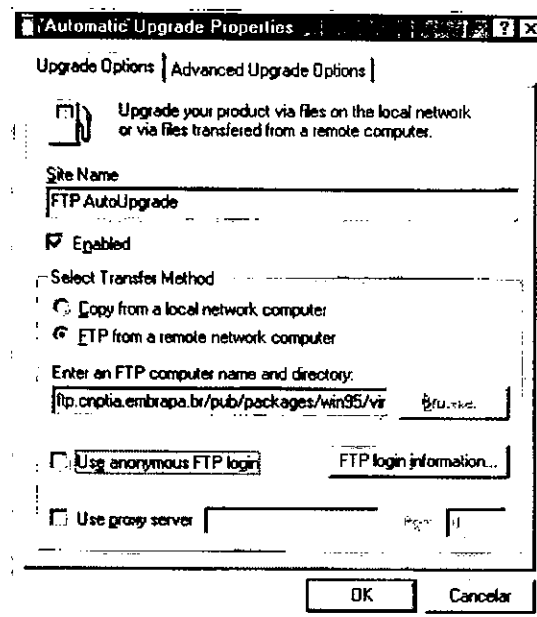 Automatic Upgrade Properties ? X
Upgrade Options Advanced Upgrade Options
Upgrade your product via files on the local network
or via files transfered from a remote computer.
Site Name
FTP AutoUpgrade
Enabled
Select Transfer Method
Copy from a local network computer
FTP from a remote network computer
Enter an FTP computer name and directory:
ftp.cnptia.embrapa.br/pub/packages/win95/vir
Use anonymous FTP login FTP login information...
Use proxy server
OK Cancelar